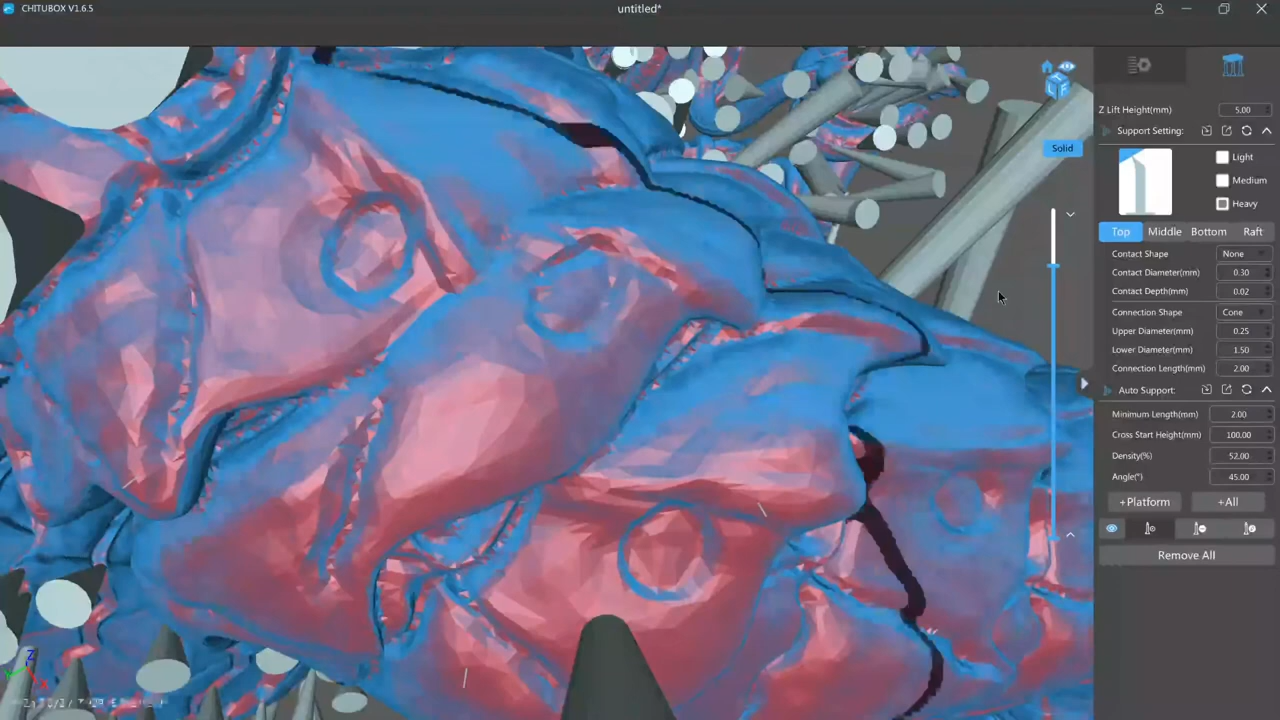 CHITUBOX V1.6.5
untitled*
Z Lift Height(mm) 5.00
Support Setting:
Light
Medium
Heavy
Solid
Top Middle Bottom Raft
Contact Shape None
Contact Diameter(mm) 0.30
Contact Depth(mm) 0.02
Connection Shape Cone
Upper Diameter(mm) 0.25
Lower Diameter(mm) 1.50
Connection Length(mm) 2.00
Auto Support:
Minimum Length(mm) 2.00
Cross Start Height(mm) 100.00
Density(%) 52.00
Angle(°) 45.00
+Platform +All
Remove All
Z
Y
X